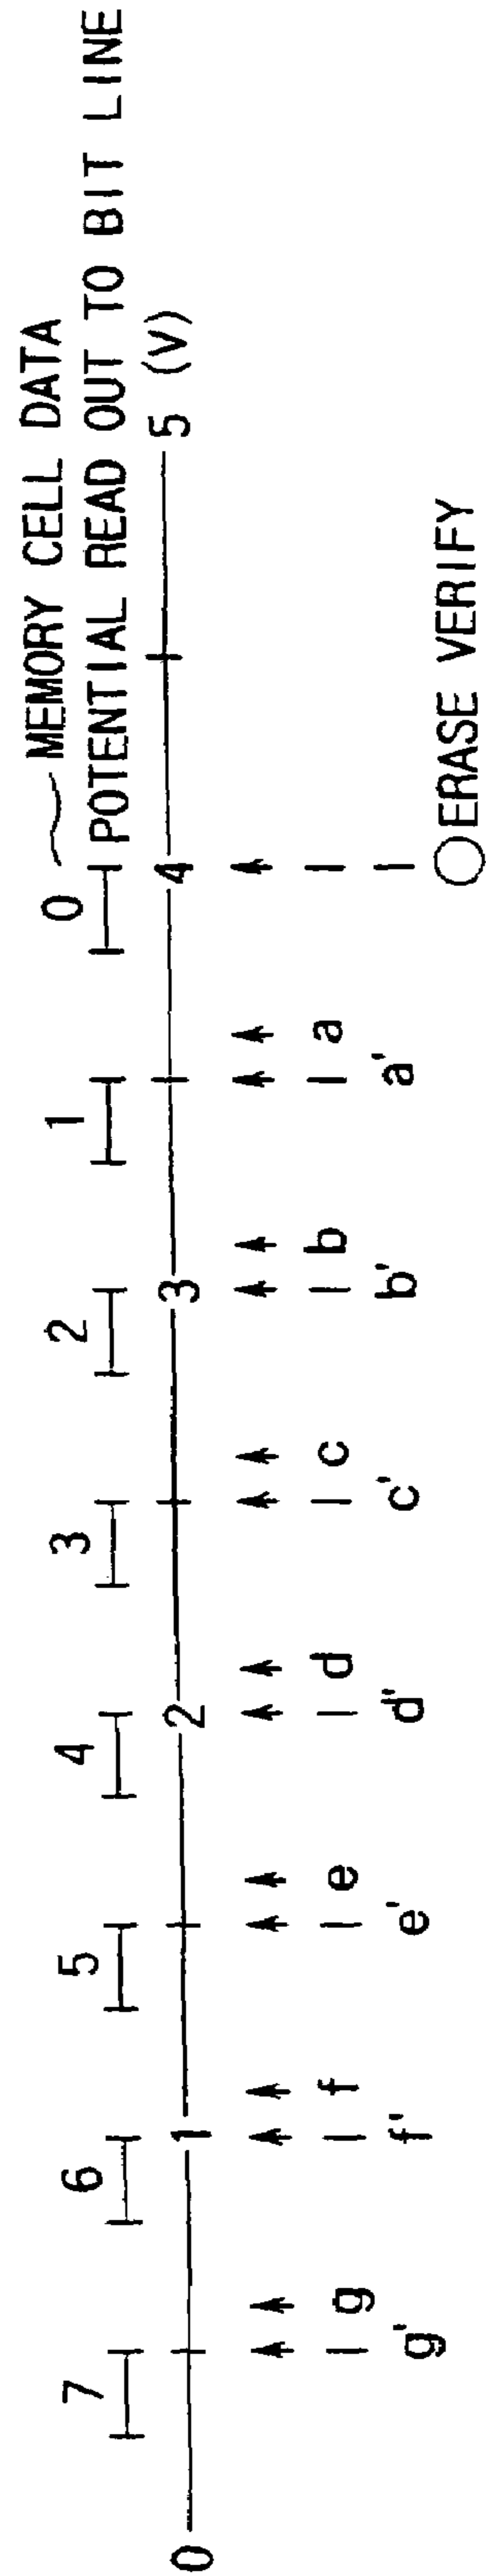 7 6 5 4 3 2 1 0 MEMORY CELL DATA
POTENTIAL READ OUT TO BIT LINE
0 1 2 3 4 5 (V)
g f e d c b a
g' f' e' d' c' b' a'
ERASE VERIFY